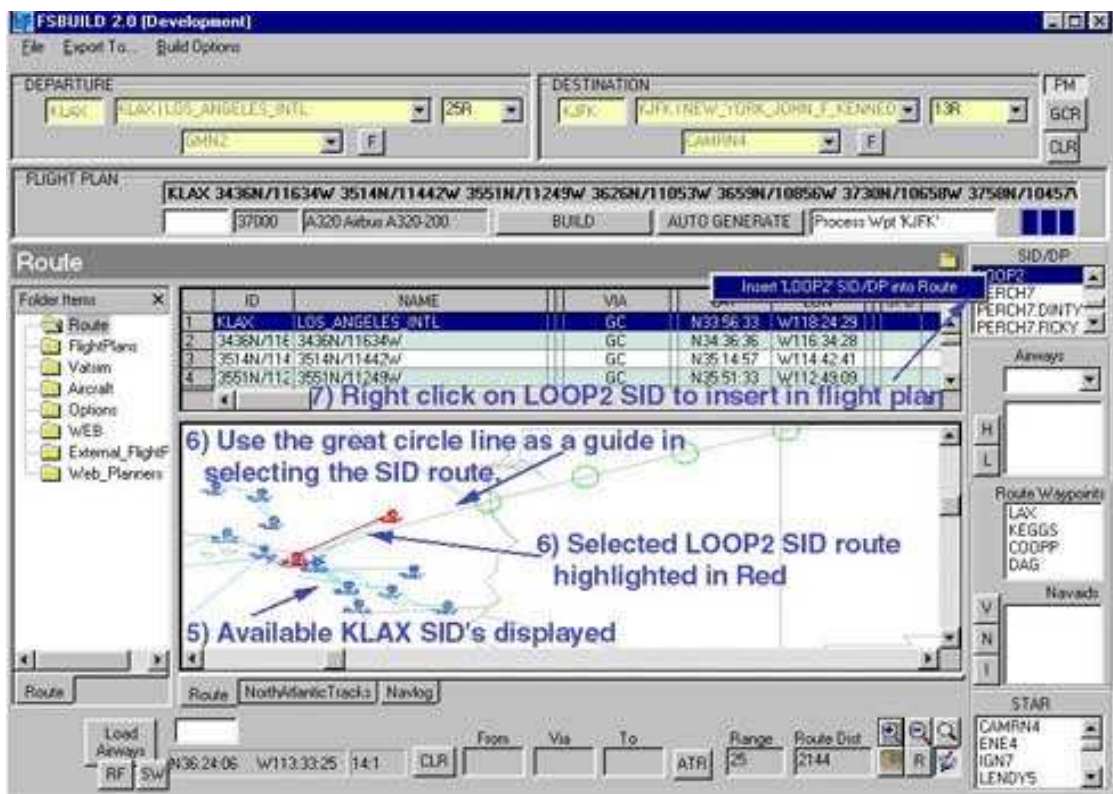 FSBUILD 2.0 (Development)
File Export To... Build Options
DEPARTURE
KLAX KLAX (LOS_ANGELES_INTL 25R
GMN2 F
DESTINATION
KJFK KJFK (NEW_YORK_JOHN_F_KENNED 13R
CAMRN4 F
PM
GCR
CLR
FLIGHT PLAN
KLAX 3436N/11634W 3514N/11442W 3551N/11249W 3626N/11053W 3659N/10856W 3730N/10658W 3758N/10457W
37000 A320 Airbus A320-200 BUILD AUTO GENERATE Process Wpt 'KJFK'
Route
Folder Items X
Route
FlightPlans
Vatsim
Aircraft
Options
WEB
External_FlightP
Web_Planners
Route
ID NAME VIA LAT LON
1 KLAX LOS_ANGELES_INTL GC N33:56:33 W118:24:29
2 3436N/116 3436N/11634W GC N34:36:36 W116:34:28
3 3514N/114 3514N/11442W GC N35:14:57 W114:42:41
4 3551N/112 3551N/11249W GC N35:51:33 W112:49:09
Insert 'LOOP2' SID/DP into Route
7) Right click on LOOP2 SID to insert in flight plan
6) Use the great circle line as a guide in
selecting the SID route.
6) Selected LOOP2 SID route
highlighted in Red
5) Available KLAX SID's displayed
Route NorthAtlanticTracks Navlog
SID/DP
LOOP2
PERCH7
PERCH7.DINTY
PERCH7.FICKY
Airways
H
L
Route Waypoints
LAX
KEGGS
COOPP
DAG
Navaids
V
N
I
STAR
CAMRN4
ENE4
IGN7
LENDY5
Load
Airways
RF SW
N36:24:06 W113:33:25 14:1 CLR
From Via To
ATR
Range
25
Route Dist
2144
R